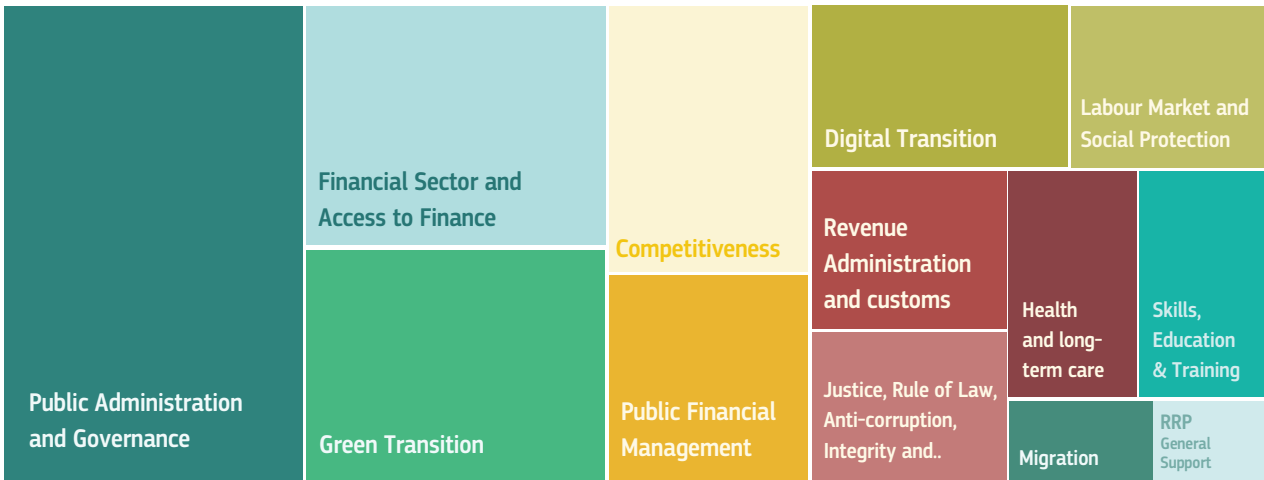 Public Administration
and Governance
Financial Sector and
Access to Finance
Green Transition
Competitiveness
Public Financial
Management
Digital Transition
Labour Market and
Social Protection
Revenue
Administration
and customs
Justice, Rule of Law,
Anti-corruption,
Integrity and..
Health
and long-
term care
Skills,
Education
& Training
Migration
RRP
General
Support